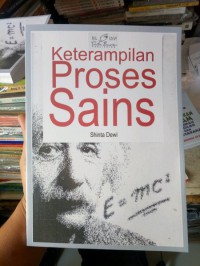 Keterampilan
Proses
Sains
Shinta Dewi
E = mc²